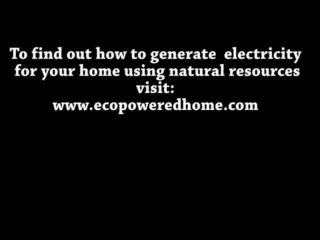 To find out how to generate electricity
for your home using natural resources
visit:
www.ecopoweredhome.com